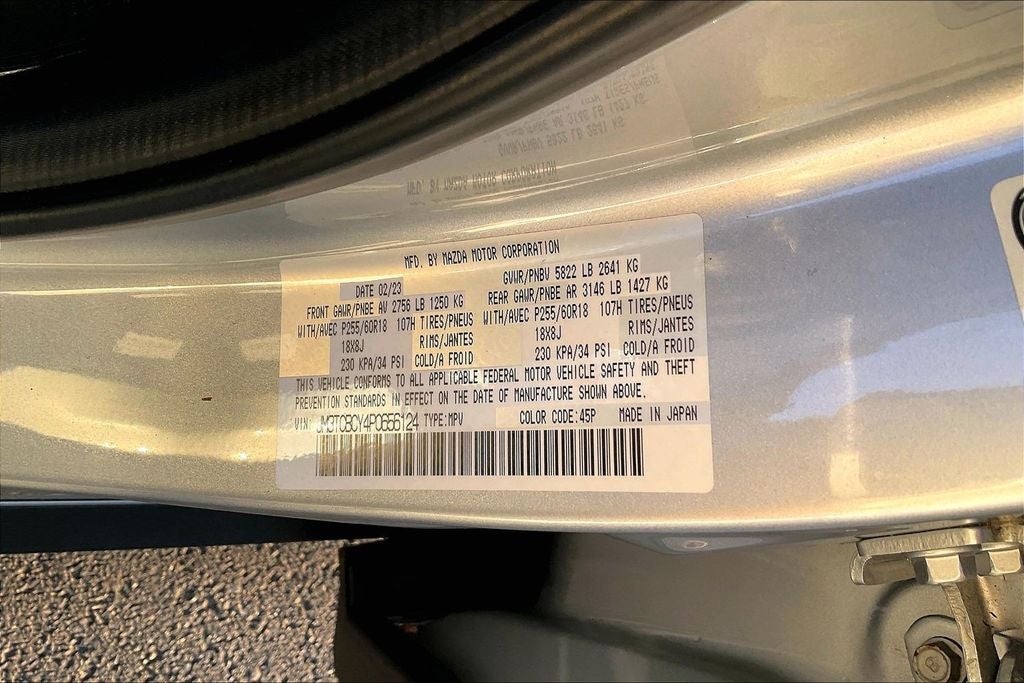 MFD. BY MAZDA MOTOR CORPORATION
DATE 02/23 GVWR/PNBV 5822 LB 2641 KG
FRONT GAWR/PNBE AV 2756 LB 1250 KG REAR GAWR/PNBE AR 3146 LB 1427 KG
WITH/AVEC P255/60R18 107H TIRES/PNEUS WITH/AVEC P255/60R18 107H TIRES/PNEUS
18X8J RIMS/JANTES 18X8J RIMS/JANTES
230 KPA/34 PSI COLD/A FROID 230 KPA/34 PSI COLD/A FROID
THIS VEHICLE CONFORMS TO ALL APPLICABLE FEDERAL MOTOR VEHICLE SAFETY AND THEFT
PREVENTION STANDARDS IN EFFECT ON THE DATE OF MANUFACTURE SHOWN ABOVE.
VIN: TYPE:MPV COLOR CODE:45P MADE IN JAPAN